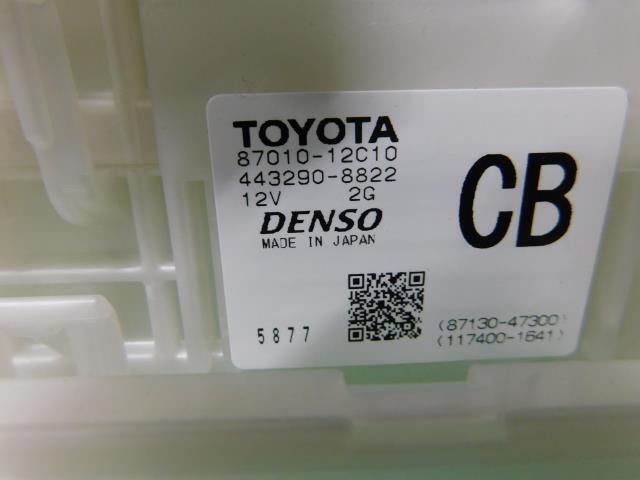 TOYOTA
87010-12C10
443290-8822
12V 2G
DENSO
MADE IN JAPAN
CB
5877
(87130-47300)
(117400-1641)